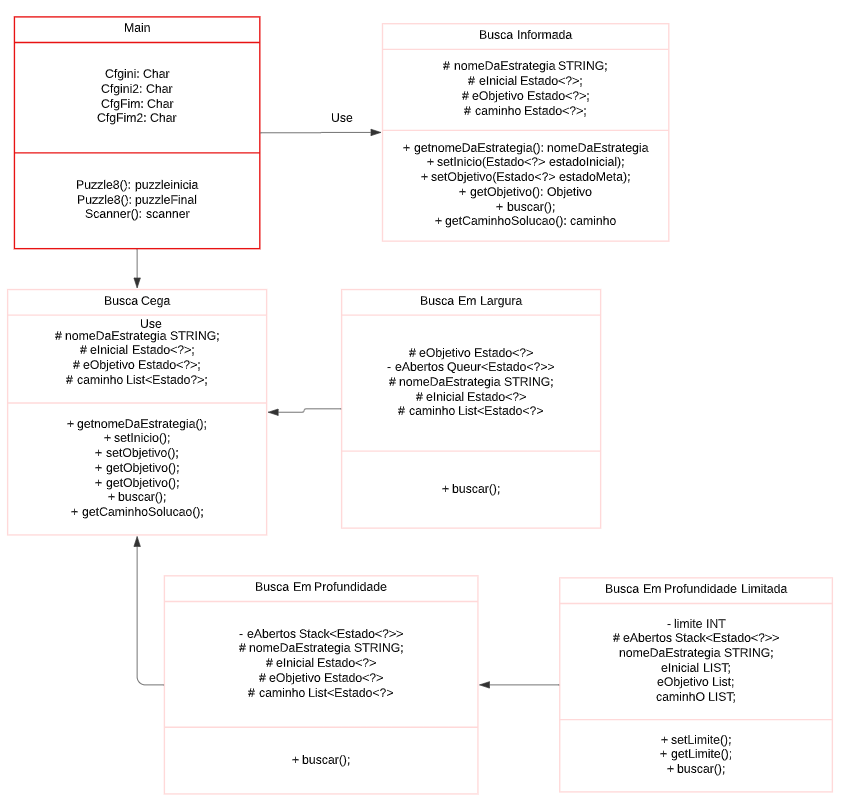 Main
Cfgini: Char
Cfgini2: Char
CfgFim: Char
CfgFim2: Char
Puzzle8(): puzzleinicia
Puzzle8(): puzzleFinal
Scanner(): scanner
Use
Busca Informada
# nomeDaEstrategia STRING;
# eInicial Estado<?>;
# eObjetivo Estado<?>;
# caminho Estado<?>;
+ getnomeDaEstrategia(): nomeDaEstrategia
+ setInicio(Estado<?> estadoInicial);
+ setObjetivo(Estado<?> estadoMeta);
+ getObjetivo(): Objetivo
+ buscar();
+ getCaminhoSolucao(): caminho
Busca Cega
Use
# nomeDaEstrategia STRING;
# eInicial Estado<?>;
# eObjetivo Estado<?>;
# caminho List<Estado?>;
+ getnomeDaEstrategia();
+ setInicio();
+ setObjetivo();
+ getObjetivo();
+ getObjetivo();
+ buscar();
+ getCaminhoSolucao();
Busca Em Largura
# eObjetivo Estado<?>
- eAbertos Queur<Estado<?>>
# nomeDaEstrategia STRING;
# eInicial Estado<?>
# caminho List<Estado<?>
+ buscar();
Busca Em Profundidade
- eAbertos Stack<Estado<?>>
# nomeDaEstrategia STRING;
# eInicial Estado<?>
# eObjetivo Estado<?>
# caminho List<Estado<?>
+ buscar();
Busca Em Profundidade Limitada
- limite INT
# eAbertos Stack<Estado<?>>
nomeDaEstrategia STRING;
eInicial LIST;
eObjetivo List;
caminhO LIST;
+ setLimite();
+ getLimite();
+ buscar();